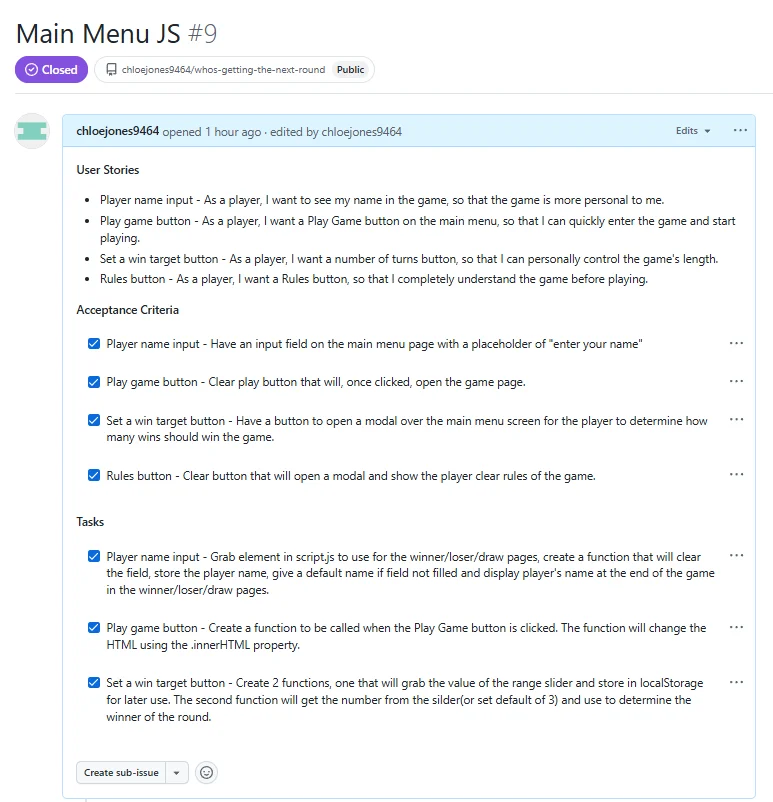 Main Menu JS #9
Closed
chloejones9464/whos-getting-the-next-round Public
chloejones9464 opened 1 hour ago · edited by chloejones9464 Edits
User Stories
• Player name input - As a player, I want to see my name in the game, so that the game is more personal to me.
• Play game button - As a player, I want a Play Game button on the main menu, so that I can quickly enter the game and start
playing.
• Set a win target button - As a player, I want a number of turns button, so that I can personally control the game's length.
• Rules button - As a player, I want a Rules button, so that I completely understand the game before playing.
Acceptance Criteria
Player name input - Have an input field on the main menu page with a placeholder of "enter your name"
Play game button - Clear play button that will, once clicked, open the game page.
Set a win target button - Have a button to open a modal over the main menu screen for the player to determine how
many wins should win the game.
Rules button - Clear button that will open a modal and show the player clear rules of the game.
Tasks
Player name input - Grab element in script.js to use for the winner/loser/draw pages, create a function that will clear
the field, store the player name, give a default name if field not filled and display player's name at the end of the game
in the winner/loser/draw pages.
Play game button - Create a function to be called when the Play Game button is clicked. The function will change the
HTML using the .innerHTML property.
Set a win target button - Create 2 functions, one that will grab the value of the range slider and store in localStorage
for later use. The second function will get the number from the silder(or set default of 3) and use to determine the
winner of the round.
Create sub-issue